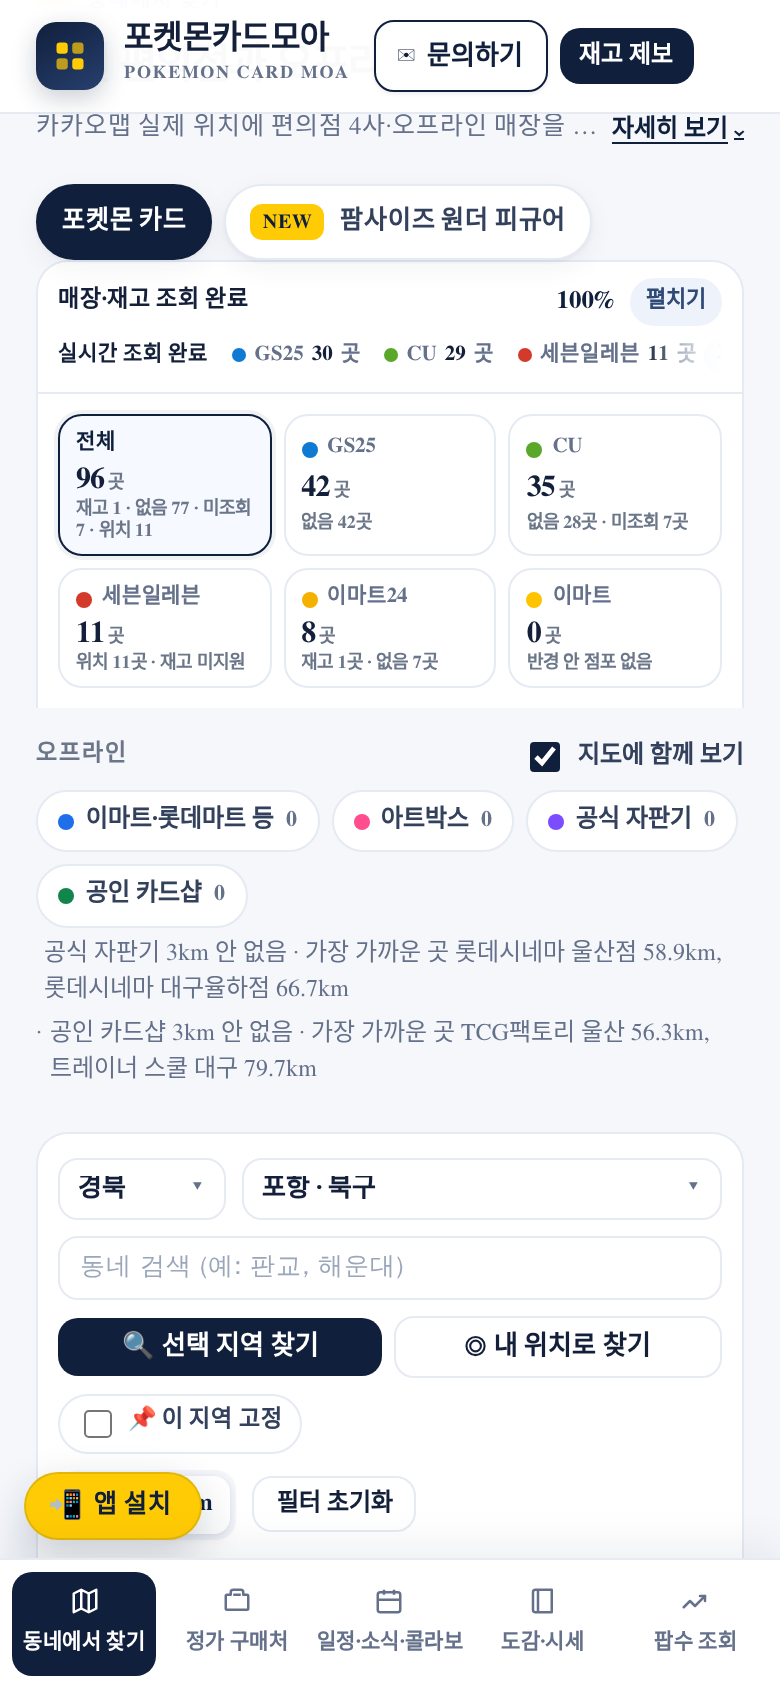 포켓몬카드모아
POKEMON CARD MOA
문의하기
재고 제보
카카오맵 실제 위치에 편의점 4사·오프라인 매장을 … 자세히 보기
포켓몬 카드
NEW 팜사이즈 원더 피규어
매장·재고 조회 완료 100% 펼치기
실시간 조회 완료 GS25 30 곳 CU 29 곳 세븐일레븐 11 곳
전체
96곳
재고 1 · 없음 77 · 미조회
7 · 위치 11
GS25
42곳
없음 42곳
CU
35곳
없음 28곳 · 미조회 7곳
세븐일레븐
11곳
위치 11곳 · 재고 미지원
이마트24
8곳
재고 1곳 · 없음 7곳
이마트
0곳
반경 안 점포 없음
오프라인 지도에 함께 보기
이마트·롯데마트 등 0
아트박스 0
공식 자판기 0
공인 카드샵 0
공식 자판기 3km 안 없음 · 가장 가까운 곳 롯데시네마 울산점 58.9km,
롯데시네마 대구율하점 66.7km
· 공인 카드샵 3km 안 없음 · 가장 가까운 곳 TCG팩토리 울산 56.3km,
트레이너 스쿨 대구 79.7km
경북
포항 · 북구
동네 검색 (예: 판교, 해운대)
🔍 선택 지역 찾기
◎ 내 위치로 찾기
📌 이 지역 고정
📲 앱 설치
m
필터 초기화
동네에서 찾기
정가 구매처
일정·소식·콜라보
도감·시세
팝수 조회